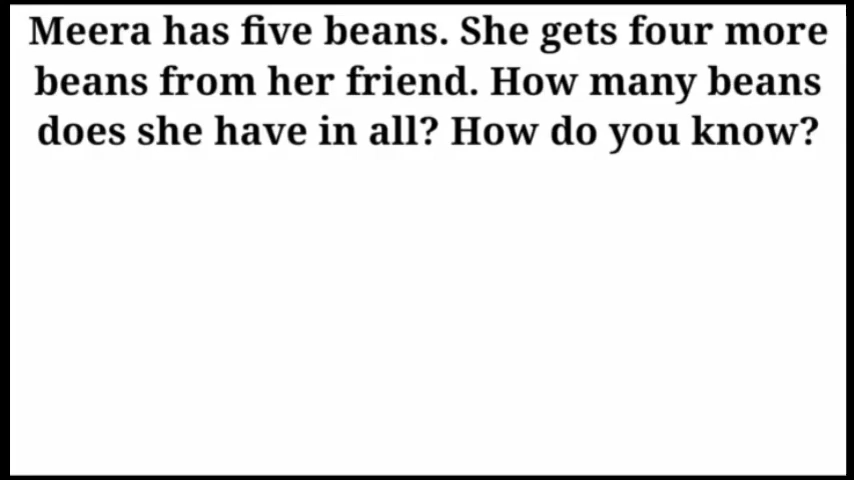 Meera has five beans. She gets four more
beans from her friend. How many beans
does she have in all? How do you know?